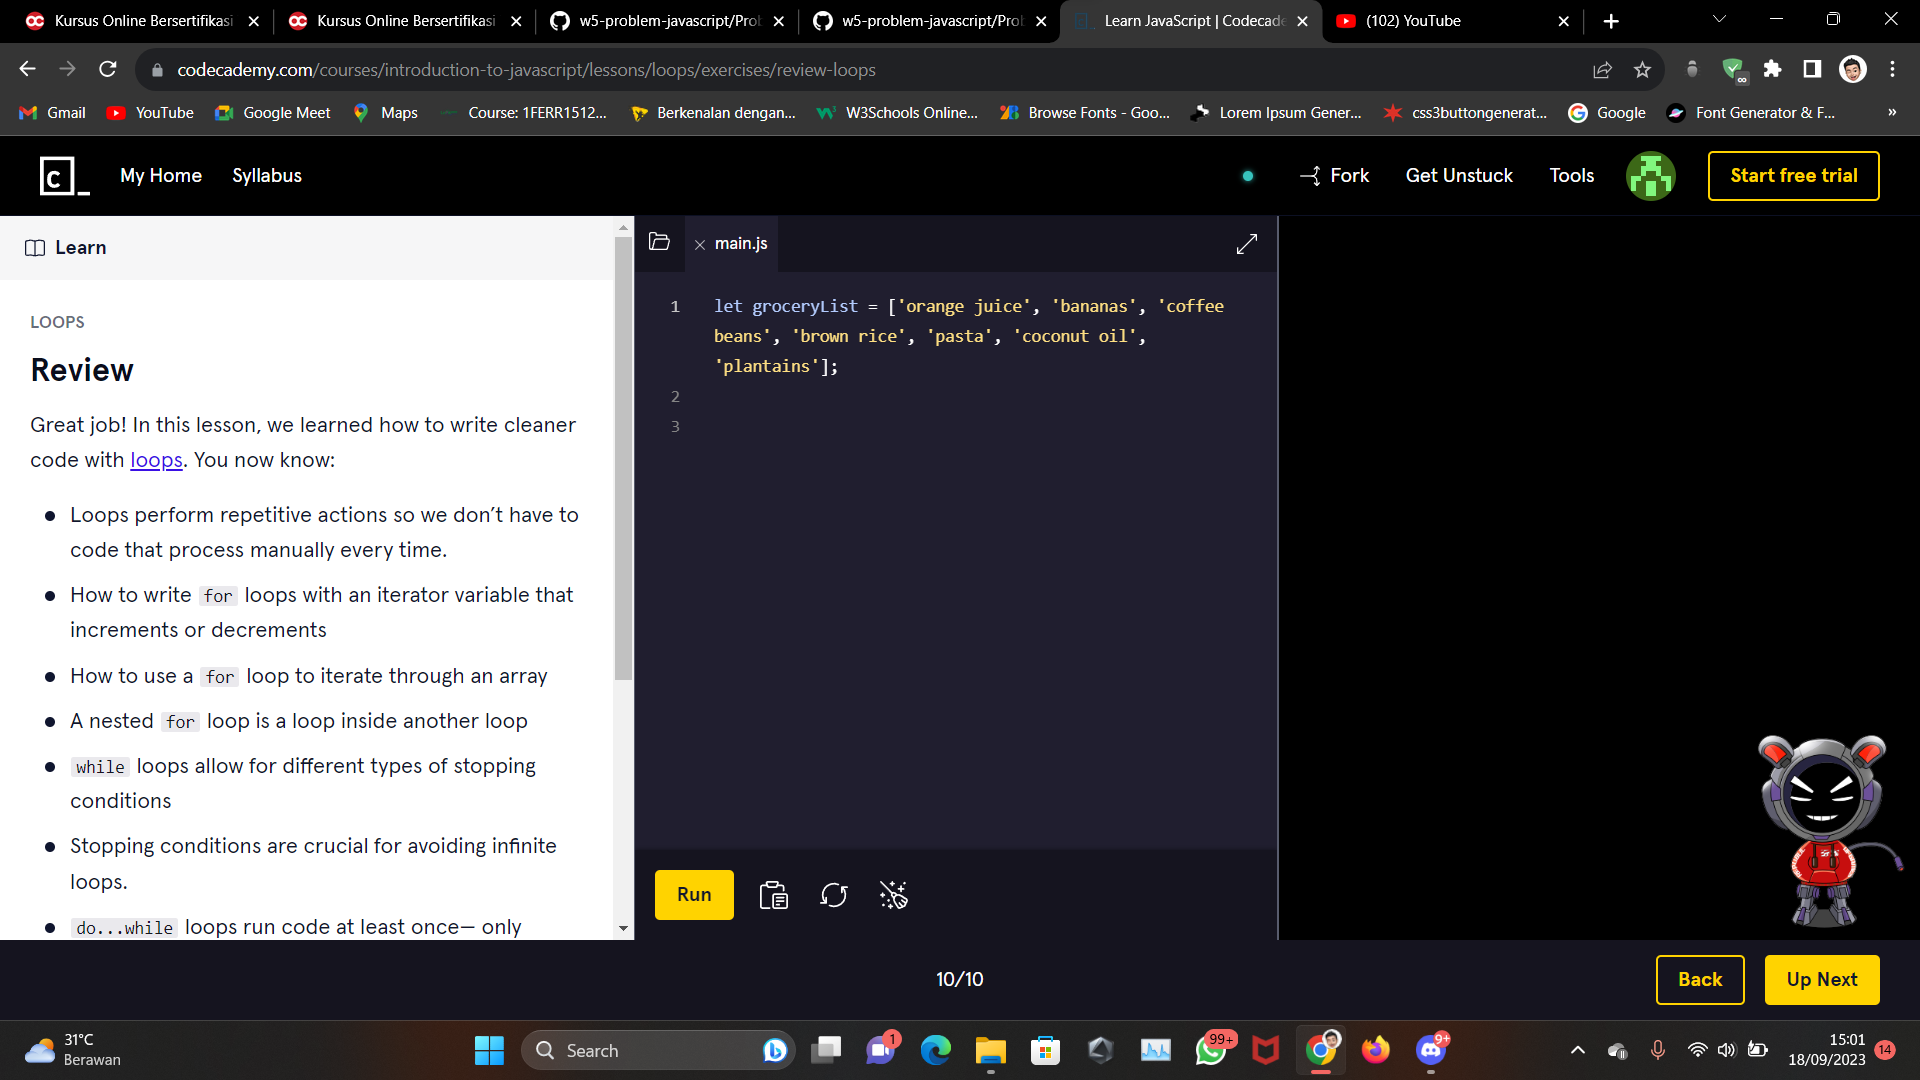 Kursus Online Bersertifikasi
Kursus Online Bersertifikasi
w5-problem-javascript/Prob
w5-problem-javascript/Prob
Learn JavaScript | Codecade
(102) YouTube
codecademy.com/courses/introduction-to-javascript/lessons/loops/exercises/review-loops
Gmail
YouTube
Google Meet
Maps
Course: 1FERR1512...
Berkenalan dengan...
W3Schools Online...
Browse Fonts - Goo...
Lorem Ipsum Gener...
css3buttongenerat...
Google
Font Generator & F...
»
c_
My Home
Syllabus
Fork
Get Unstuck
Tools
Start free trial
Learn
LOOPS
Review
Great job! In this lesson, we learned how to write cleaner
code with loops. You now know:
Loops perform repetitive actions so we don’t have to
code that process manually every time.
How to write for loops with an iterator variable that
increments or decrements
How to use a for loop to iterate through an array
A nested for loop is a loop inside another loop
while loops allow for different types of stopping
conditions
Stopping conditions are crucial for avoiding infinite
loops.
do...while loops run code at least once— only
main.js
1 let groceryList = ['orange juice', 'bananas', 'coffee
beans', 'brown rice', 'pasta', 'coconut oil',
'plantains'];
2
3
Run
10/10
Back
Up Next
31°C
Berawan
Search
1
99+
9+
15:01
18/09/2023
14